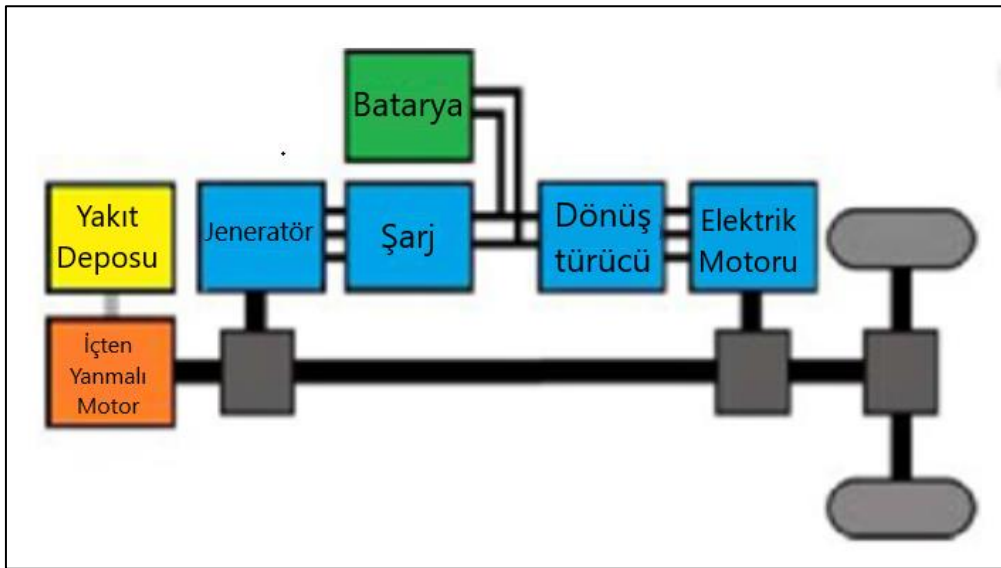 Batarya
Yakıt
Deposu
Jeneratör
Şarj
Dönüş
türücü
Elektrik
Motoru
İçten
Yanmalı
Motor